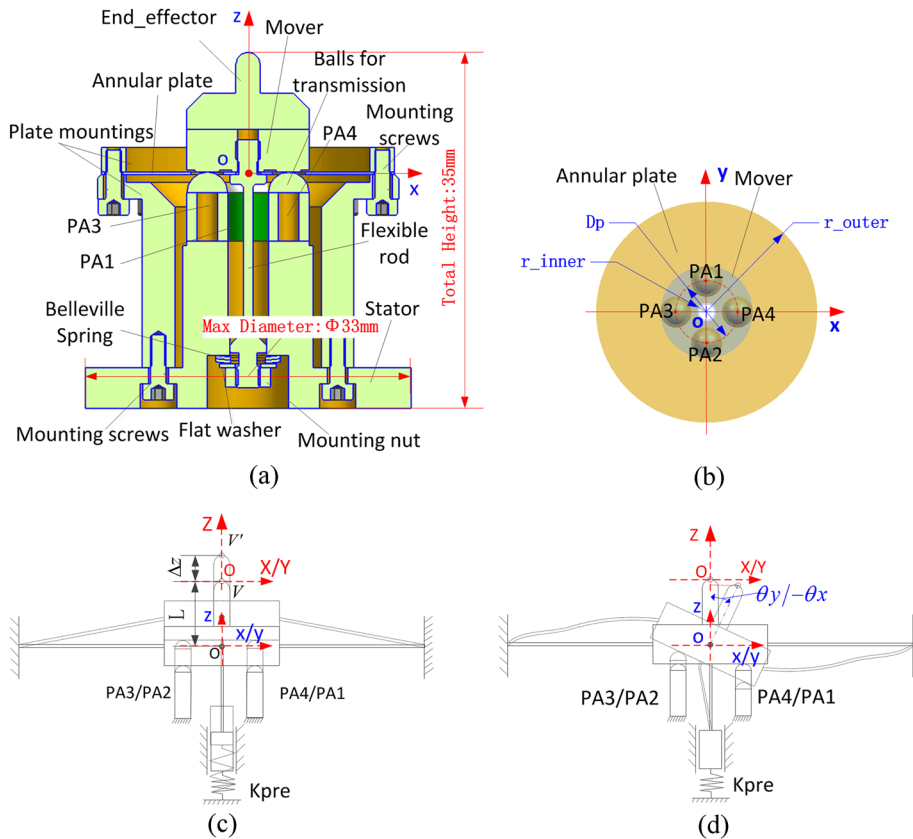 z
End_effector
Mover
Balls for
transmission
Annular plate
PA4
Mounting
screws
Plate mountings
o
x
PA3
PA1
Flexible
rod
Total Height:35mm
Belleville
Spring
Max Diameter:Φ33mm
Stator
Mounting screws
Flat washer
Mounting nut
(a)
y
Annular plate
Mover
Dp
r_outer
r_inner
PA1
PA3
PA4
o
x
PA2
(b)
Z
V'
Δz
O
X/Y
V
L
z
x/y
o
PA3/PA2
PA4/PA1
Kpre
(c)
Z
O
X/Y
θy/−θx
z
o
x/y
PA3/PA2
PA4/PA1
Kpre
(d)